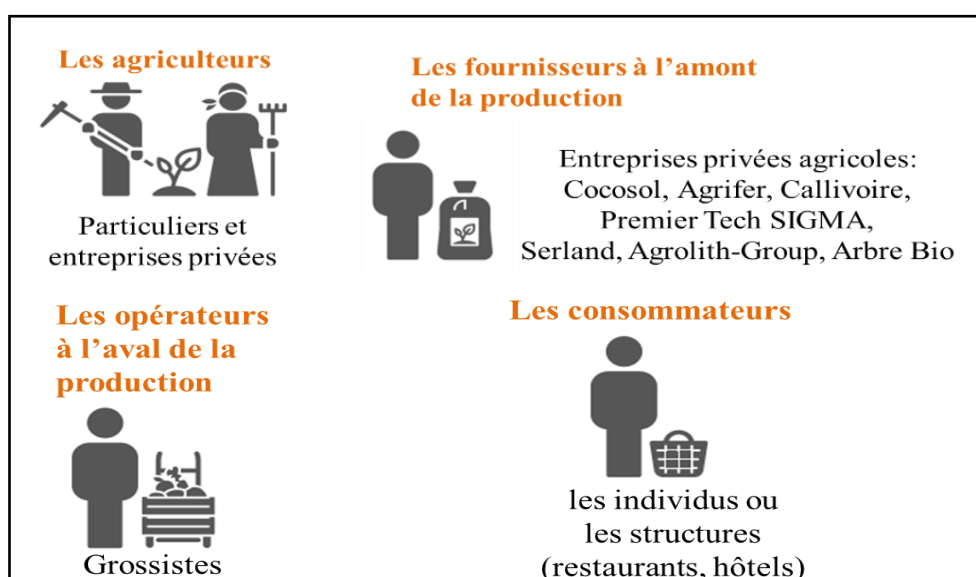 Les agriculteurs
Particuliers et
entreprises privées
Les fournisseurs à l’amont
de la production
Entreprises privées agricoles:
Cocosol, Agrifer, Callivoire,
Premier Tech SIGMA,
Serland, Agrolith-Group, Arbre Bio
Les opérateurs
à l’aval de la
production
Grossistes
Les consommateurs
les individus ou
les structures
(restaurants, hôtels)